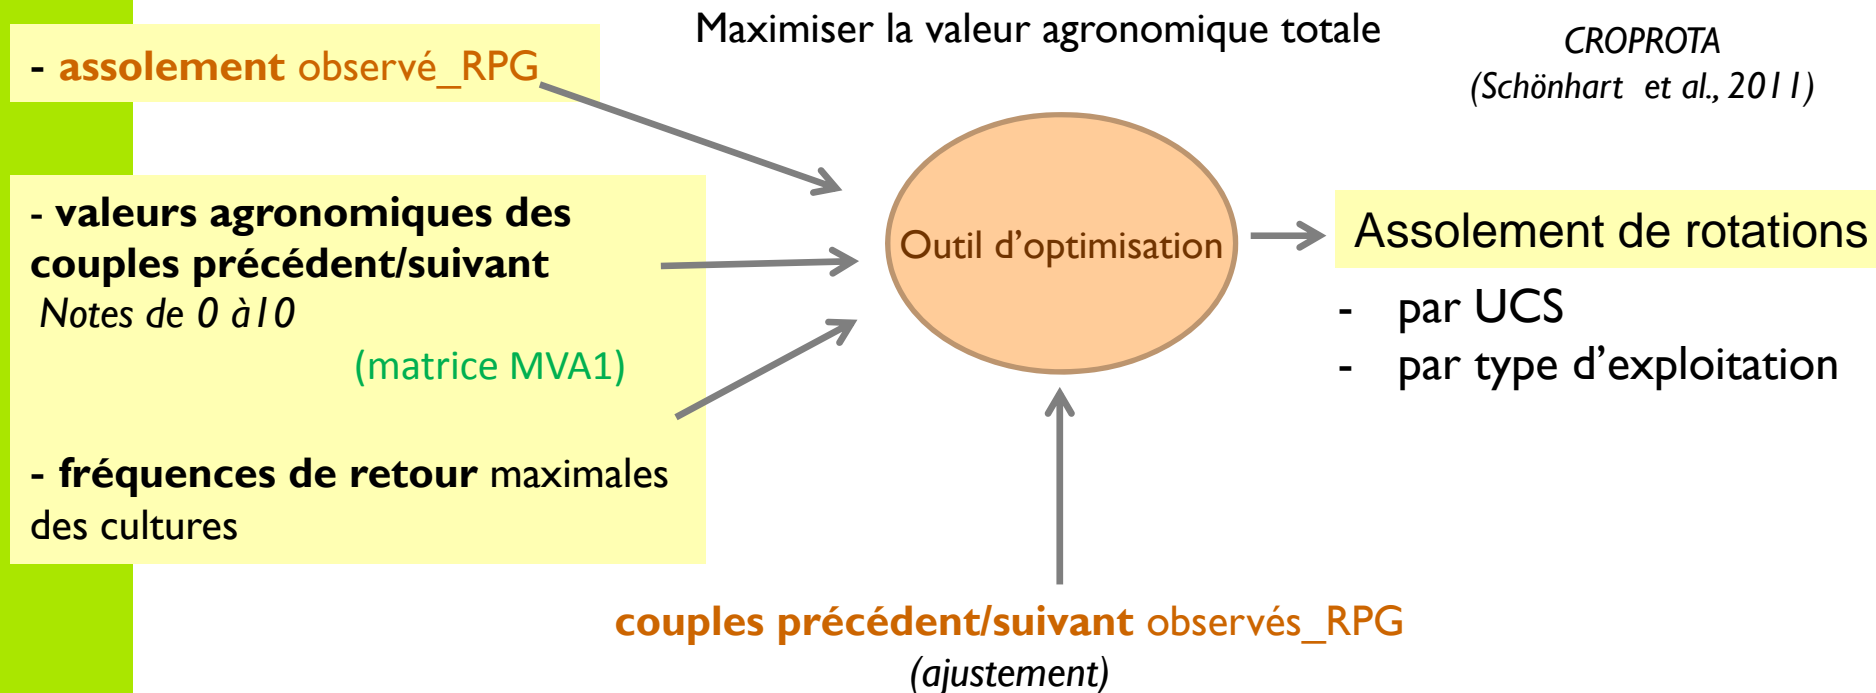 Maximiser la valeur agronomique totale
CROPROTA
(Schönhart et al., 2011)
- assolement observé_RPG
- valeurs agronomiques des
couples précédent/suivant
Notes de 0 à10
(matrice MVA1)
- fréquences de retour maximales
des cultures
Outil d'optimisation
Assolement de rotations
- par UCS
- par type d'exploitation
couples précédent/suivant observés_RPG
(ajustement)